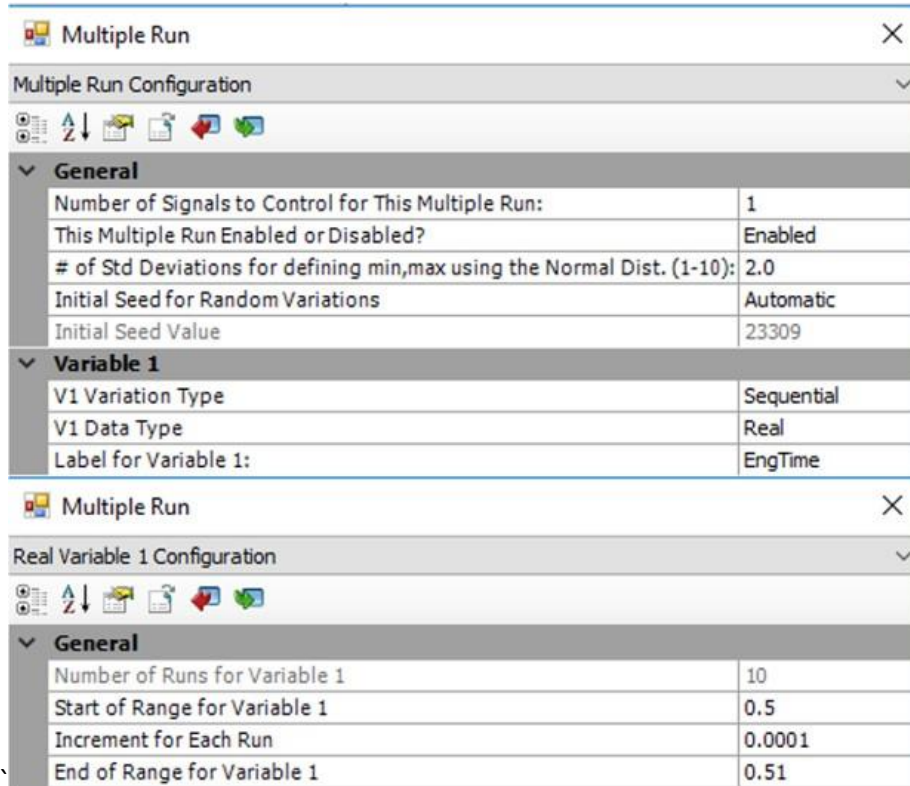 Multiple Run
Multiple Run Configuration
General
Number of Signals to Control for This Multiple Run: 1
This Multiple Run Enabled or Disabled? Enabled
# of Std Deviations for defining min,max using the Normal Dist. (1-10): 2.0
Initial Seed for Random Variations Automatic
Initial Seed Value 23309
Variable 1
V1 Variation Type Sequential
V1 Data Type Real
Label for Variable 1: EngTime
Multiple Run
Real Variable 1 Configuration
General
Number of Runs for Variable 1 10
Start of Range for Variable 1 0.5
Increment for Each Run 0.0001
` End of Range for Variable 1 0.51